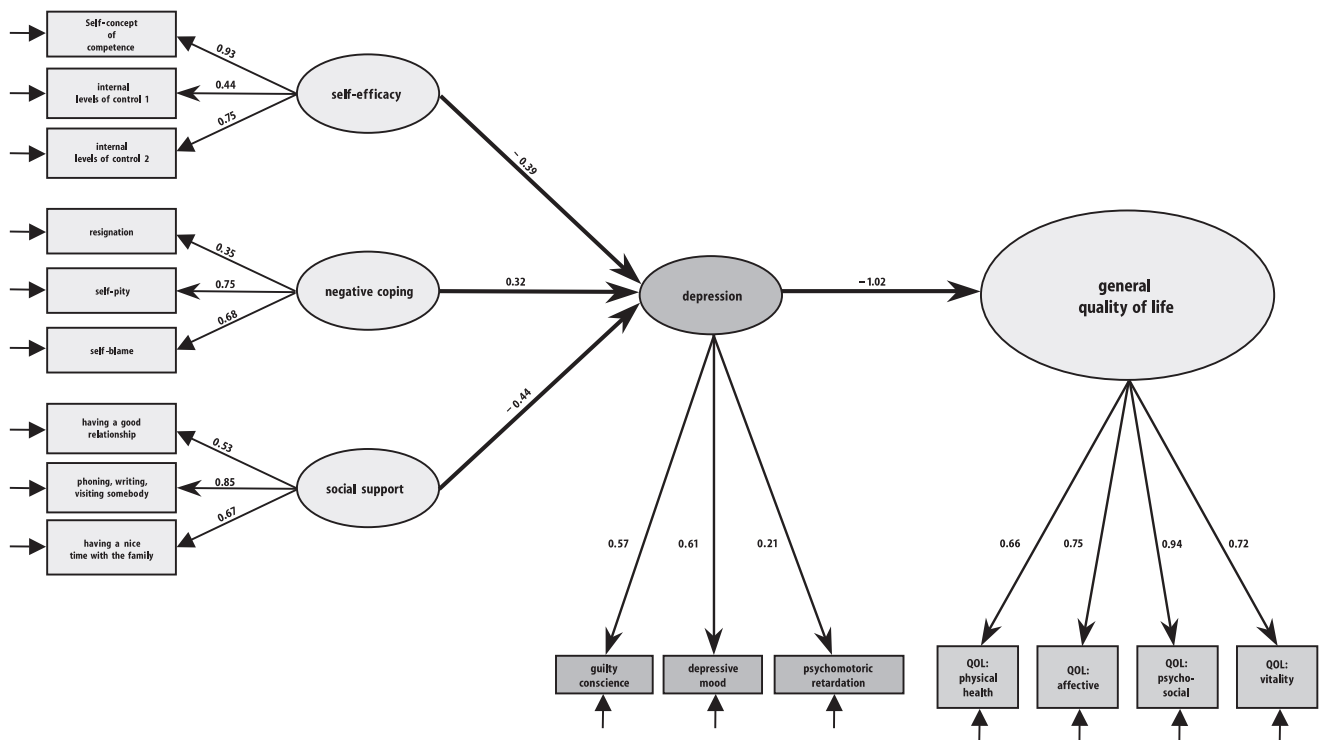 Self-concept
of
competence
internal
levels of control 1
internal
levels of control 2
0.93
0.44
0.75
self-efficacy
– 0.39
resignation
self-pity
self-blame
0.35
0.75
0.68
negative coping
0.32
having a good
relationship
phoning, writing,
visiting somebody
having a nice
time with the family
0.53
0.85
0.67
social support
– 0.44
depression
–1.02
general
quality of life
0.57
0.61
0.21
guilty
conscience
depressive
mood
psychomotoric
retardation
0.66
0.75
0.94
0.72
QOL:
physical
health
QOL:
affective
QOL:
psycho-
social
QOL:
vitality